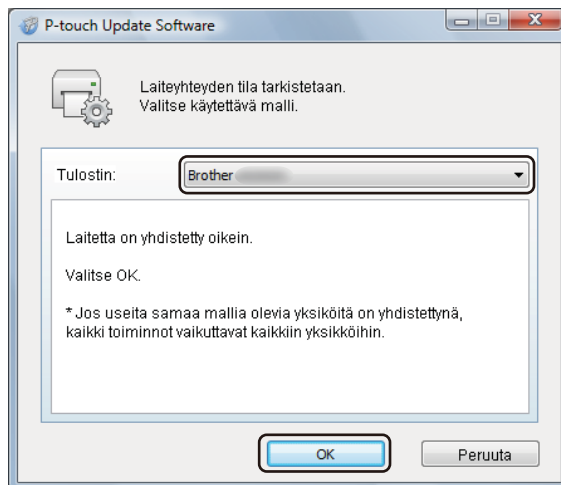 P-touch Update Software
Laiteyhteyden tila tarkistetaan.
Valitse käytettävä malli.
Tulostin:
Brother
Laitetta on yhdistetty oikein.
Valitse OK.
* Jos useita samaa mallia olevia yksiköitä on yhdistettynä,
kaikki toiminnot vaikuttavat kaikkiin yksikköihin.
OK
Peruuta